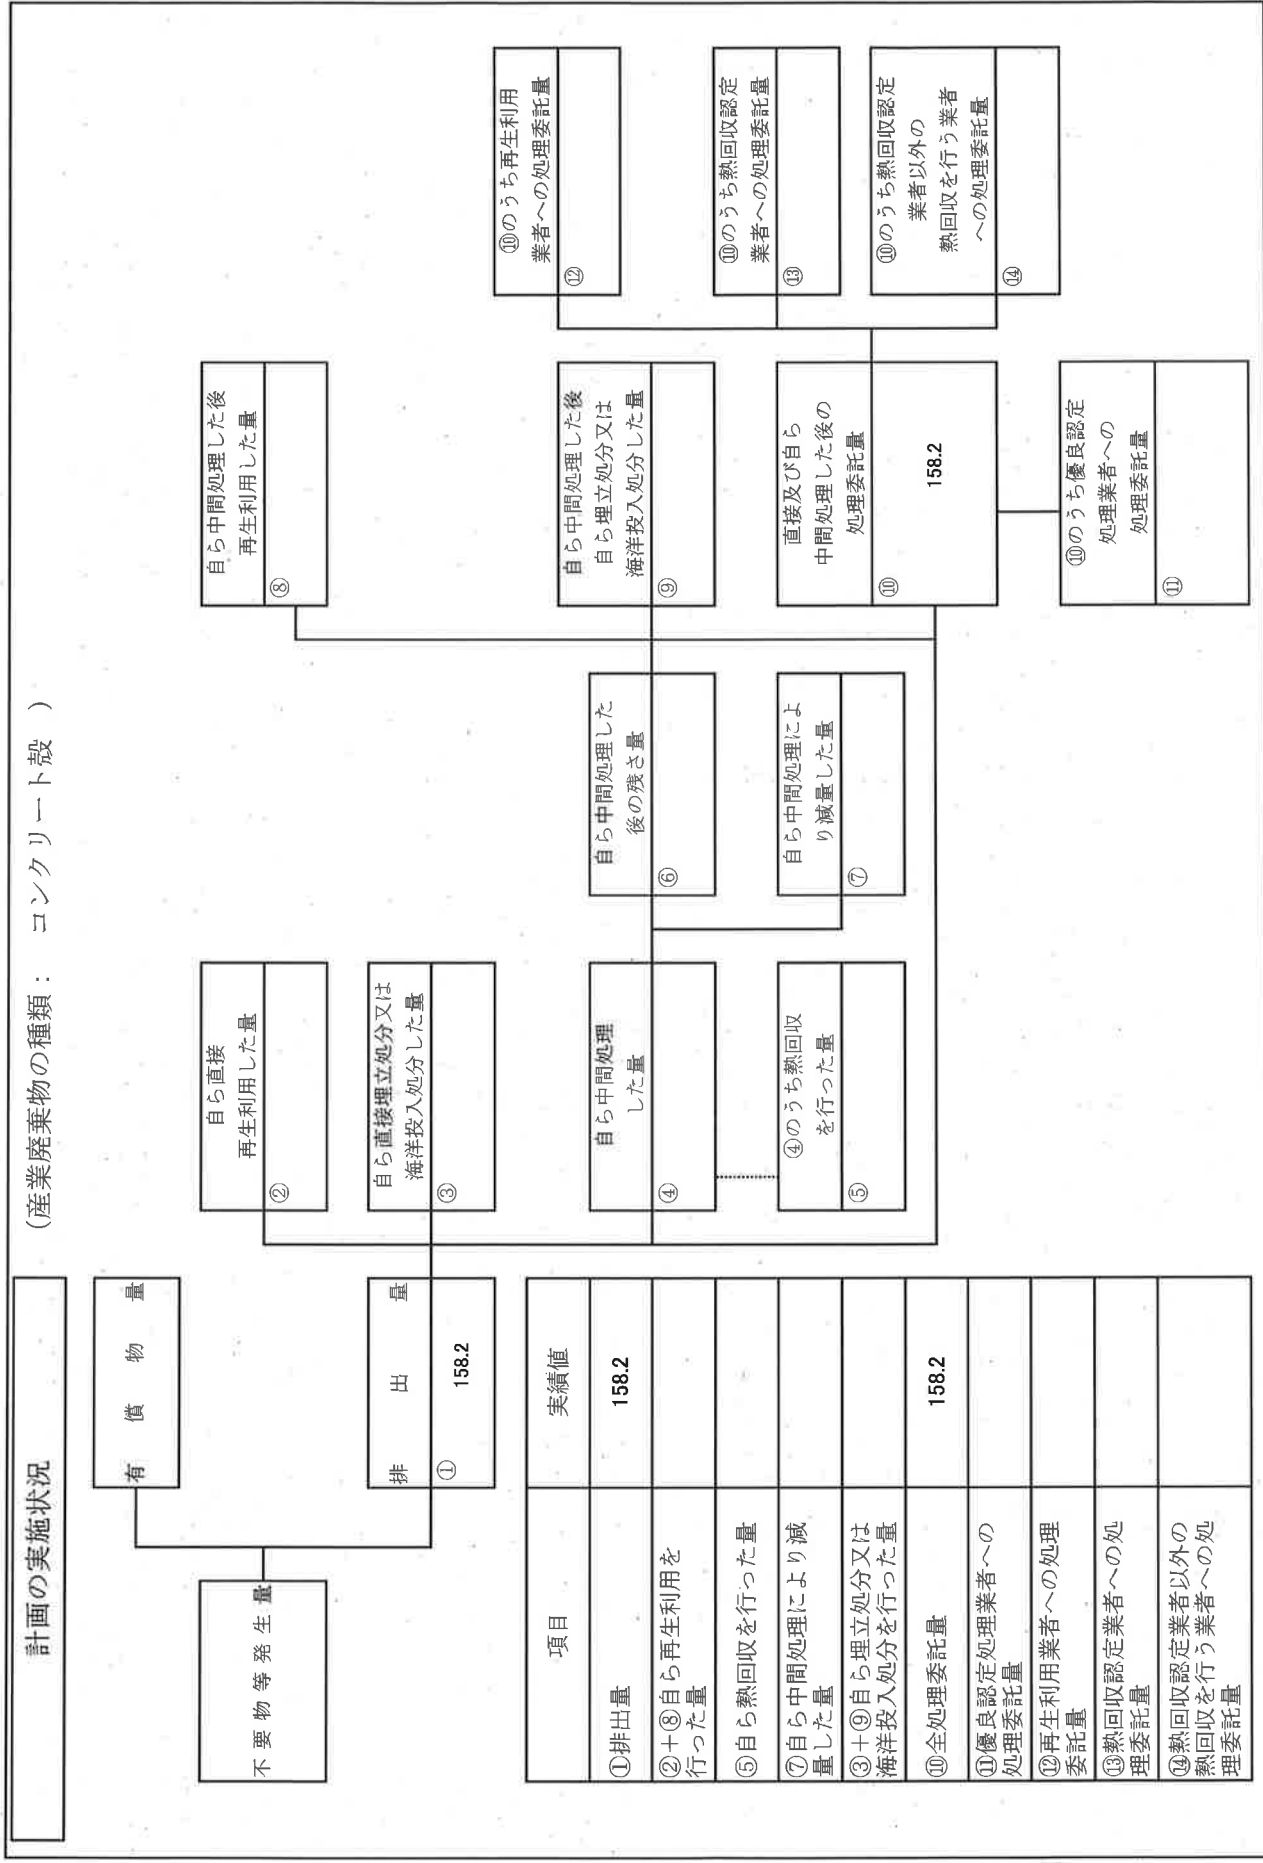 計画の実施状況
(産業廃棄物の種類： コンクリート殻 )
不要物等発生量
有償物量
排出量
①
158.2
自ら直接
再生利用した量
②
自ら直接埋立処分又は
海洋投入処分した量
③
自ら中間処理
した量
④
④のうち熱回収
を行った量
⑤
自ら中間処理した
後の残さ量
⑥
自ら中間処理によ
り減量した量
⑦
自ら中間処理した後
再生利用した量
⑧
自ら中間処理した後
自ら埋立処分又は
海洋投入処分した量
⑨
直接及び自ら
中間処理した後の
処理委託量
⑩
158.2
⑩のうち優良認定
処理業者への
処理委託量
⑪
⑩のうち再生利用
業者への処理委託量
⑫
⑩のうち熱回収認定
業者への処理委託量
⑬
⑩のうち熱回収認定
業者以外の
熱回収を行う業者
への処理委託量
⑭
項目
実績値
①排出量
158.2
②＋⑧自ら再生利用を
行った量
⑤自ら熱回収を行った量
⑦自ら中間処理により減
量した量
③＋⑨自ら埋立処分又は
海洋投入処分を行った量
⑩全処理委託量
158.2
⑪優良認定処理業者への
処理委託量
⑫再生利用業者への処理
委託量
⑬熱回収認定業者への処
理委託量
⑭熱回収認定業者以外の
熱回収を行う業者への処
理委託量